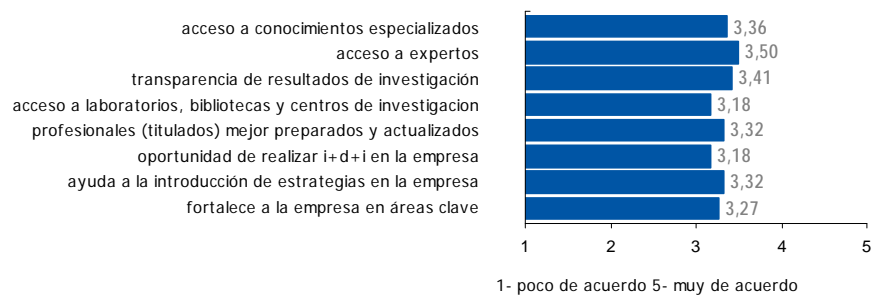 acceso a conocimientos especializados 3,36
acceso a expertos 3,50
transparencia de resultados de investigación 3,41
acceso a laboratorios, bibliotecas y centros de investigacion 3,18
profesionales (titulados) mejor preparados y actualizados 3,32
oportunidad de realizar i+d+i en la empresa 3,18
ayuda a la introducción de estrategias en la empresa 3,32
fortalece a la empresa en áreas clave 3,27
1 2 3 4 5
1- poco de acuerdo 5- muy de acuerdo